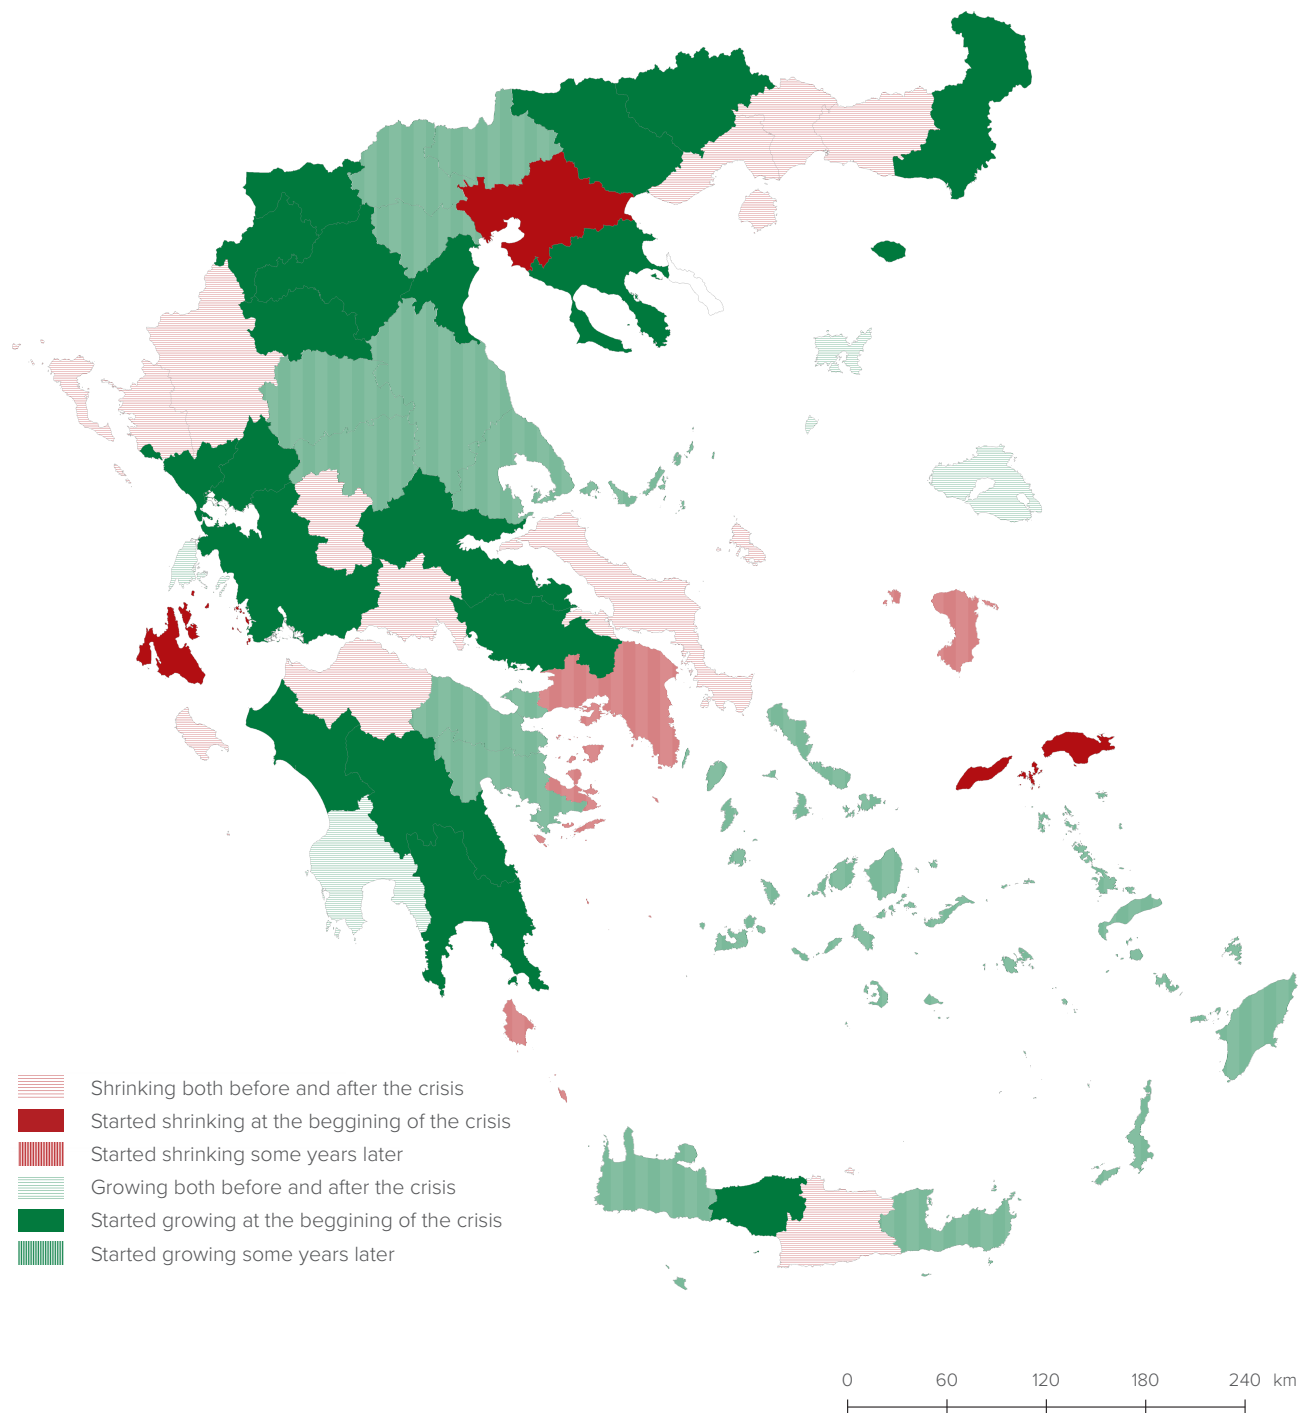 Shrinking both before and after the crisis
Started shrinking at the beggining of the crisis
Started shrinking some years later
Growing both before and after the crisis
Started growing at the beggining of the crisis
Started growing some years later
0 60 120 180 240 km